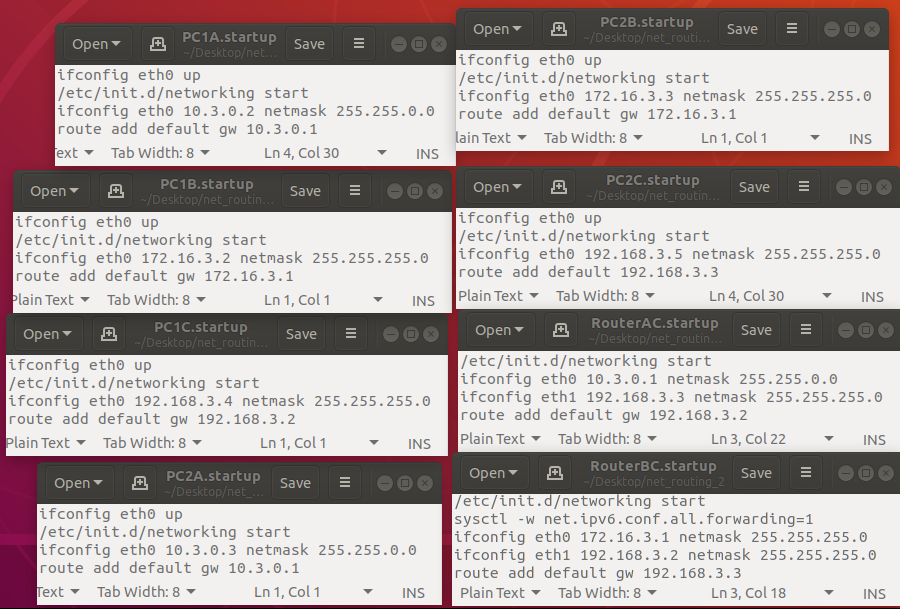 Open
PC1A.startup
~/Desktop/net…
Save
ifconfig eth0 up
/etc/init.d/networking start
ifconfig eth0 10.3.0.2 netmask 255.255.0.0
route add default gw 10.3.0.1
Text
Tab Width: 8
Ln 4, Col 30
INS
Open
PC1B.startup
~/Desktop/net_routin…
Save
ifconfig eth0 up
/etc/init.d/networking start
ifconfig eth0 172.16.3.2 netmask 255.255.255.0
route add default gw 172.16.3.1
Plain Text
Tab Width: 8
Ln 1, Col 1
INS
Open
PC1C.startup
~/Desktop/net_routin…
Save
ifconfig eth0 up
/etc/init.d/networking start
ifconfig eth0 192.168.3.4 netmask 255.255.255.0
route add default gw 192.168.3.2
Plain Text
Tab Width: 8
Ln 1, Col 1
INS
Open
PC2A.startup
~/Desktop/net_…
Save
ifconfig eth0 up
/etc/init.d/networking start
ifconfig eth0 10.3.0.3 netmask 255.255.0.0
route add default gw 10.3.0.1
Text
Tab Width: 8
Ln 1, Col 1
INS
Open
PC2B.startup
~/Desktop/net_routi…
Save
ifconfig eth0 up
/etc/init.d/networking start
ifconfig eth0 172.16.3.3 netmask 255.255.255.0
route add default gw 172.16.3.1
lain Text
Tab Width: 8
Ln 1, Col 1
INS
Open
PC2C.startup
~/Desktop/net_routin…
Save
ifconfig eth0 up
/etc/init.d/networking start
ifconfig eth0 192.168.3.5 netmask 255.255.255.0
route add default 192.168.3.3
Plain Text
Tab Width: 8
Ln 4, Col 30
INS
Open
RouterAC.startup
~/Desktop/net_routin…
Save
/etc/init.d/networking start
ifconfig eth0 10.3.0.1 netmask 255.255.0.0
ifconfig eth1 192.168.3.3 netmask 255.255.255.0
route add default gw 192.168.3.2
Plain Text
Tab Width: 8
Ln 3, Col 22
INS
Open
RouterBC.startup
~/Desktop/net_routing_2
Save
/etc/init.d/networking start
sysctl -w net.ipv6.conf.all.forwarding=1
ifconfig eth0 172.16.3.1 netmask 255.255.255.0
ifconfig eth1 192.168.3.2 netmask 255.255.255.0
route add default gw 192.168.3.3
Plain Text
Tab Width: 8
Ln 3, Col 18
INS